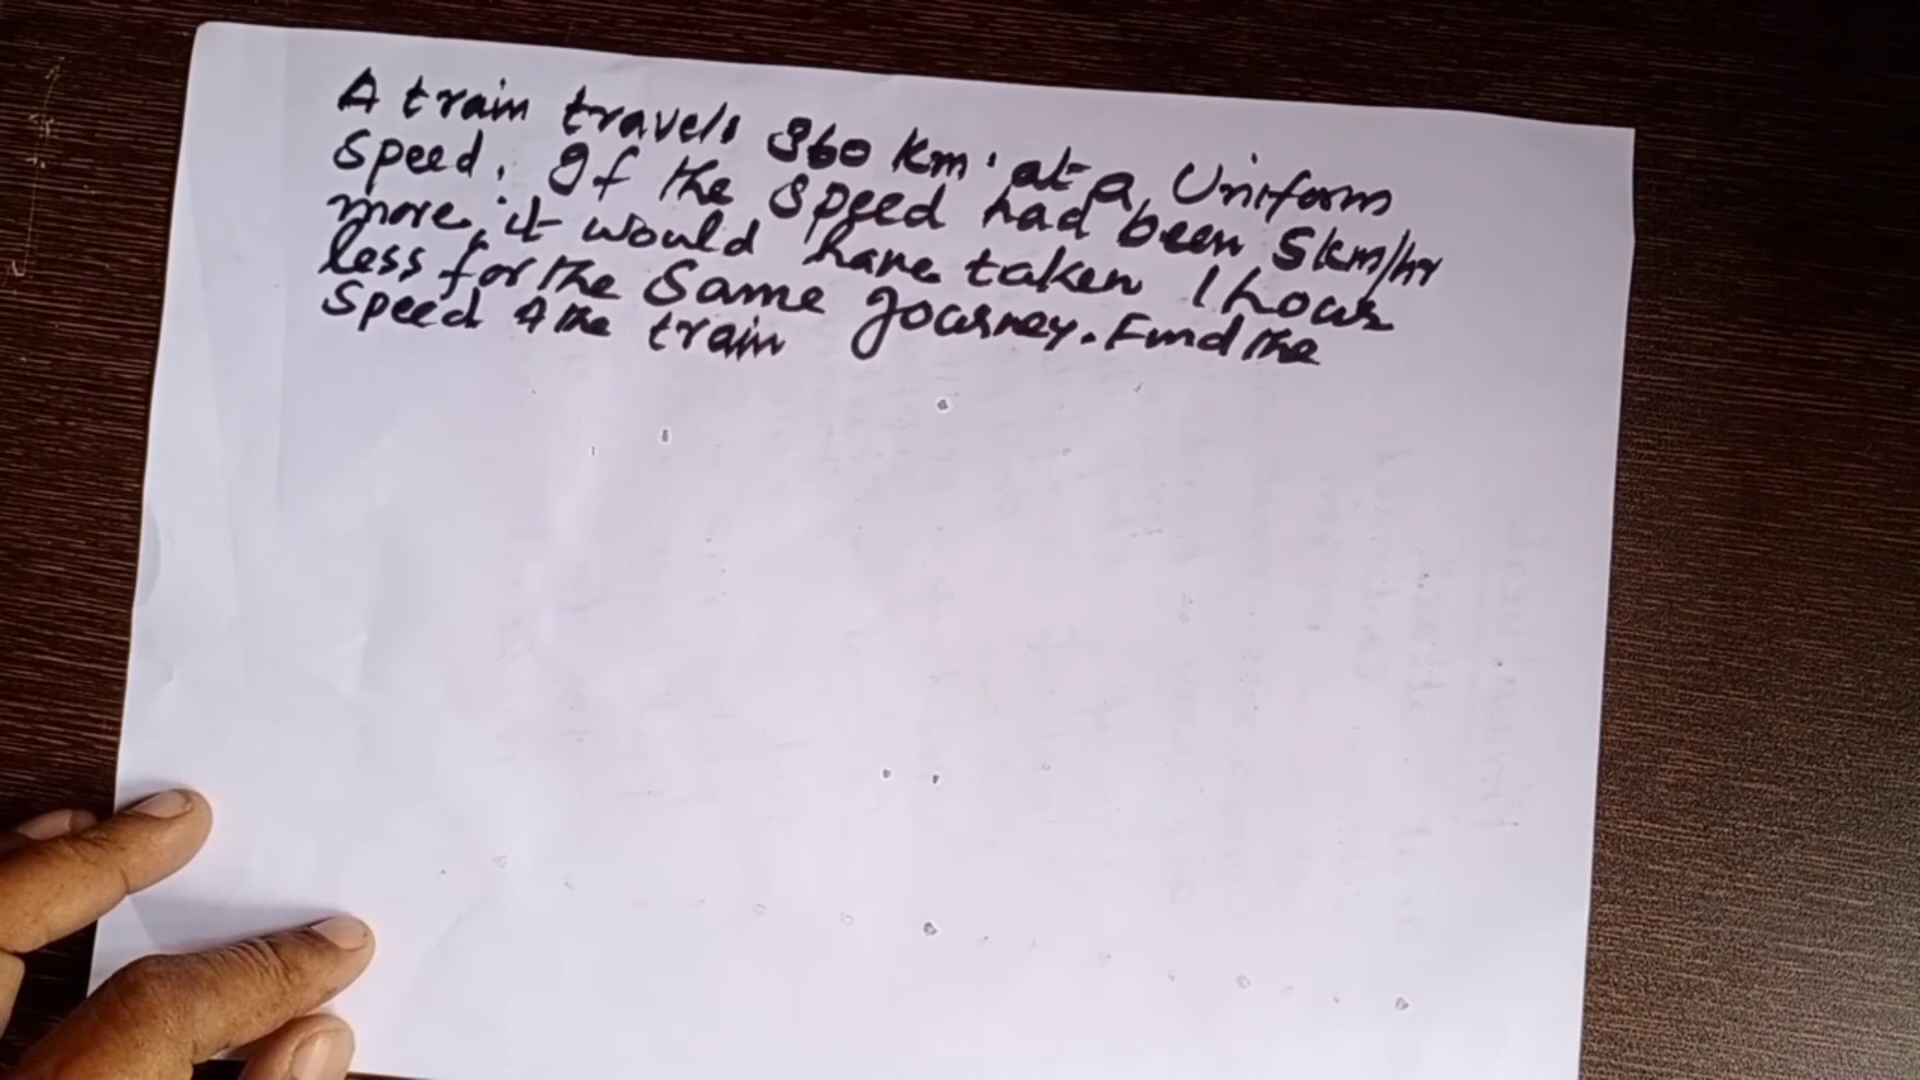 A train travels 360 km. at a Uniform
Speed. If the speed had been 5km/hr
more, it would have taken 1 hour
less for the Same journey. Find the
Speed of the train